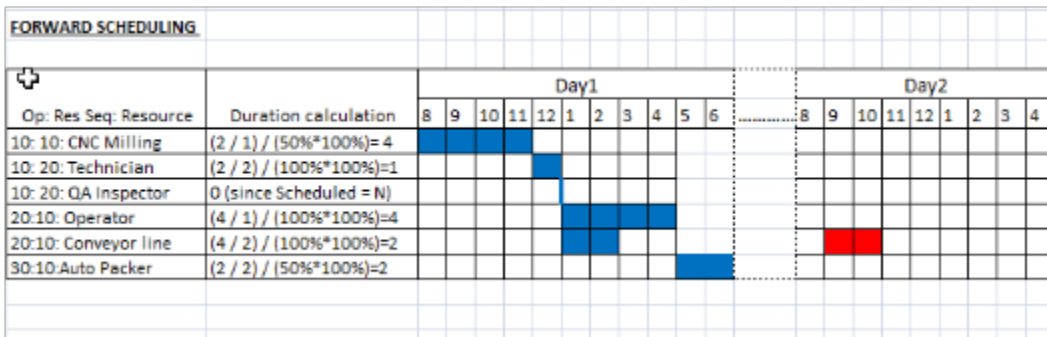 FORWARD SCHEDULING
Day1 Day2
Op: Res Seq: Resource Duration calculation 8 9 10 11 12 1 2 3 4 5 6 ............. 8 9 10 11 12 1 2 3 4
10: 10: CNC Milling (2 / 1) / (50%*100%)= 4
10: 20: Technician (2 / 2) / (100%*100%)=1
10: 20: QA Inspector 0 (since Scheduled = N)
20:10: Operator (4 / 1) / (100%*100%)=4
20:10: Conveyor line (4 / 2) / (100%*100%)=2
30:10:Auto Packer (2 / 2) / (50%*100%)=2